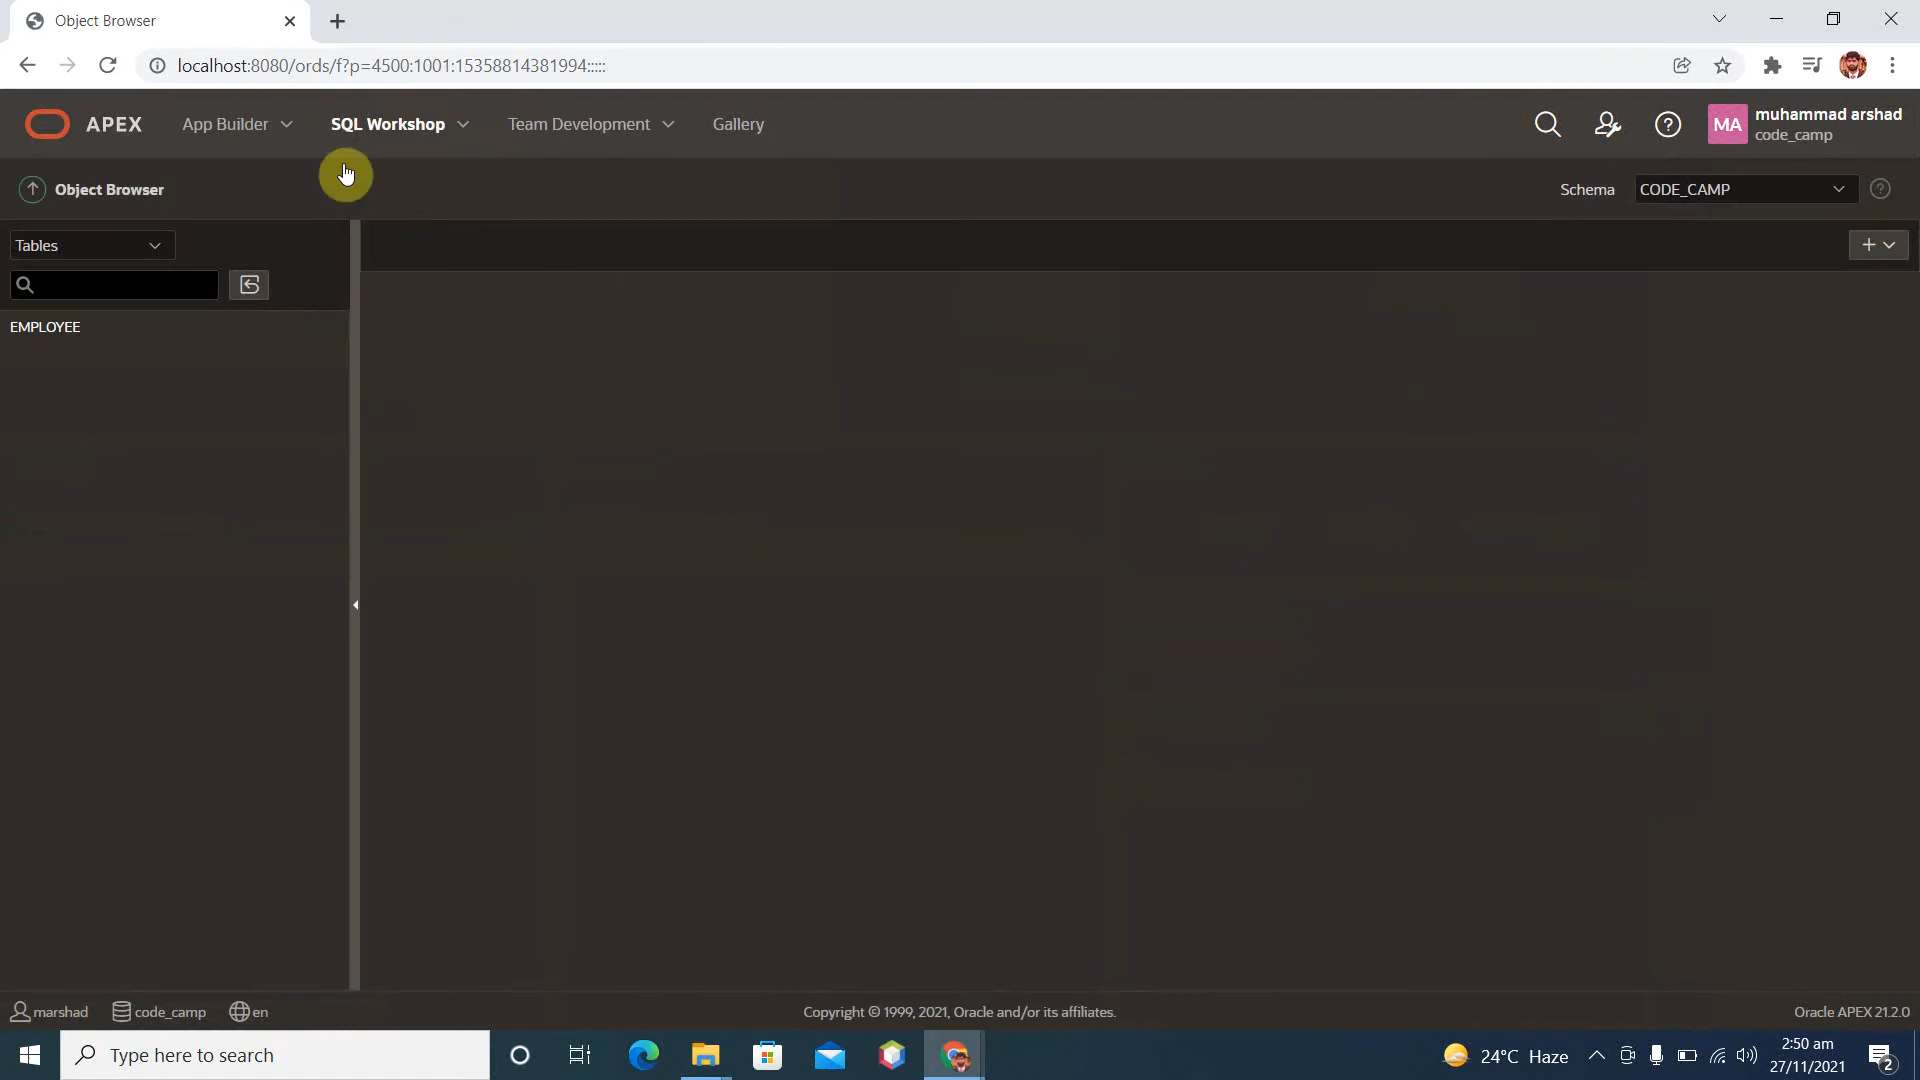 Object Browser
localhost:8080/ords/f?p=4500:1001:15358814381994:::::
APEX App Builder SQL Workshop Team Development Gallery
MA muhammad arshad
code_camp
Object Browser
Schema CODE_CAMP
Tables
EMPLOYEE
marshad code_camp en
Copyright © 1999, 2021, Oracle and/or its affiliates.
Oracle APEX 21.2.0
Type here to search
24°C Haze
2:50 am
27/11/2021
2